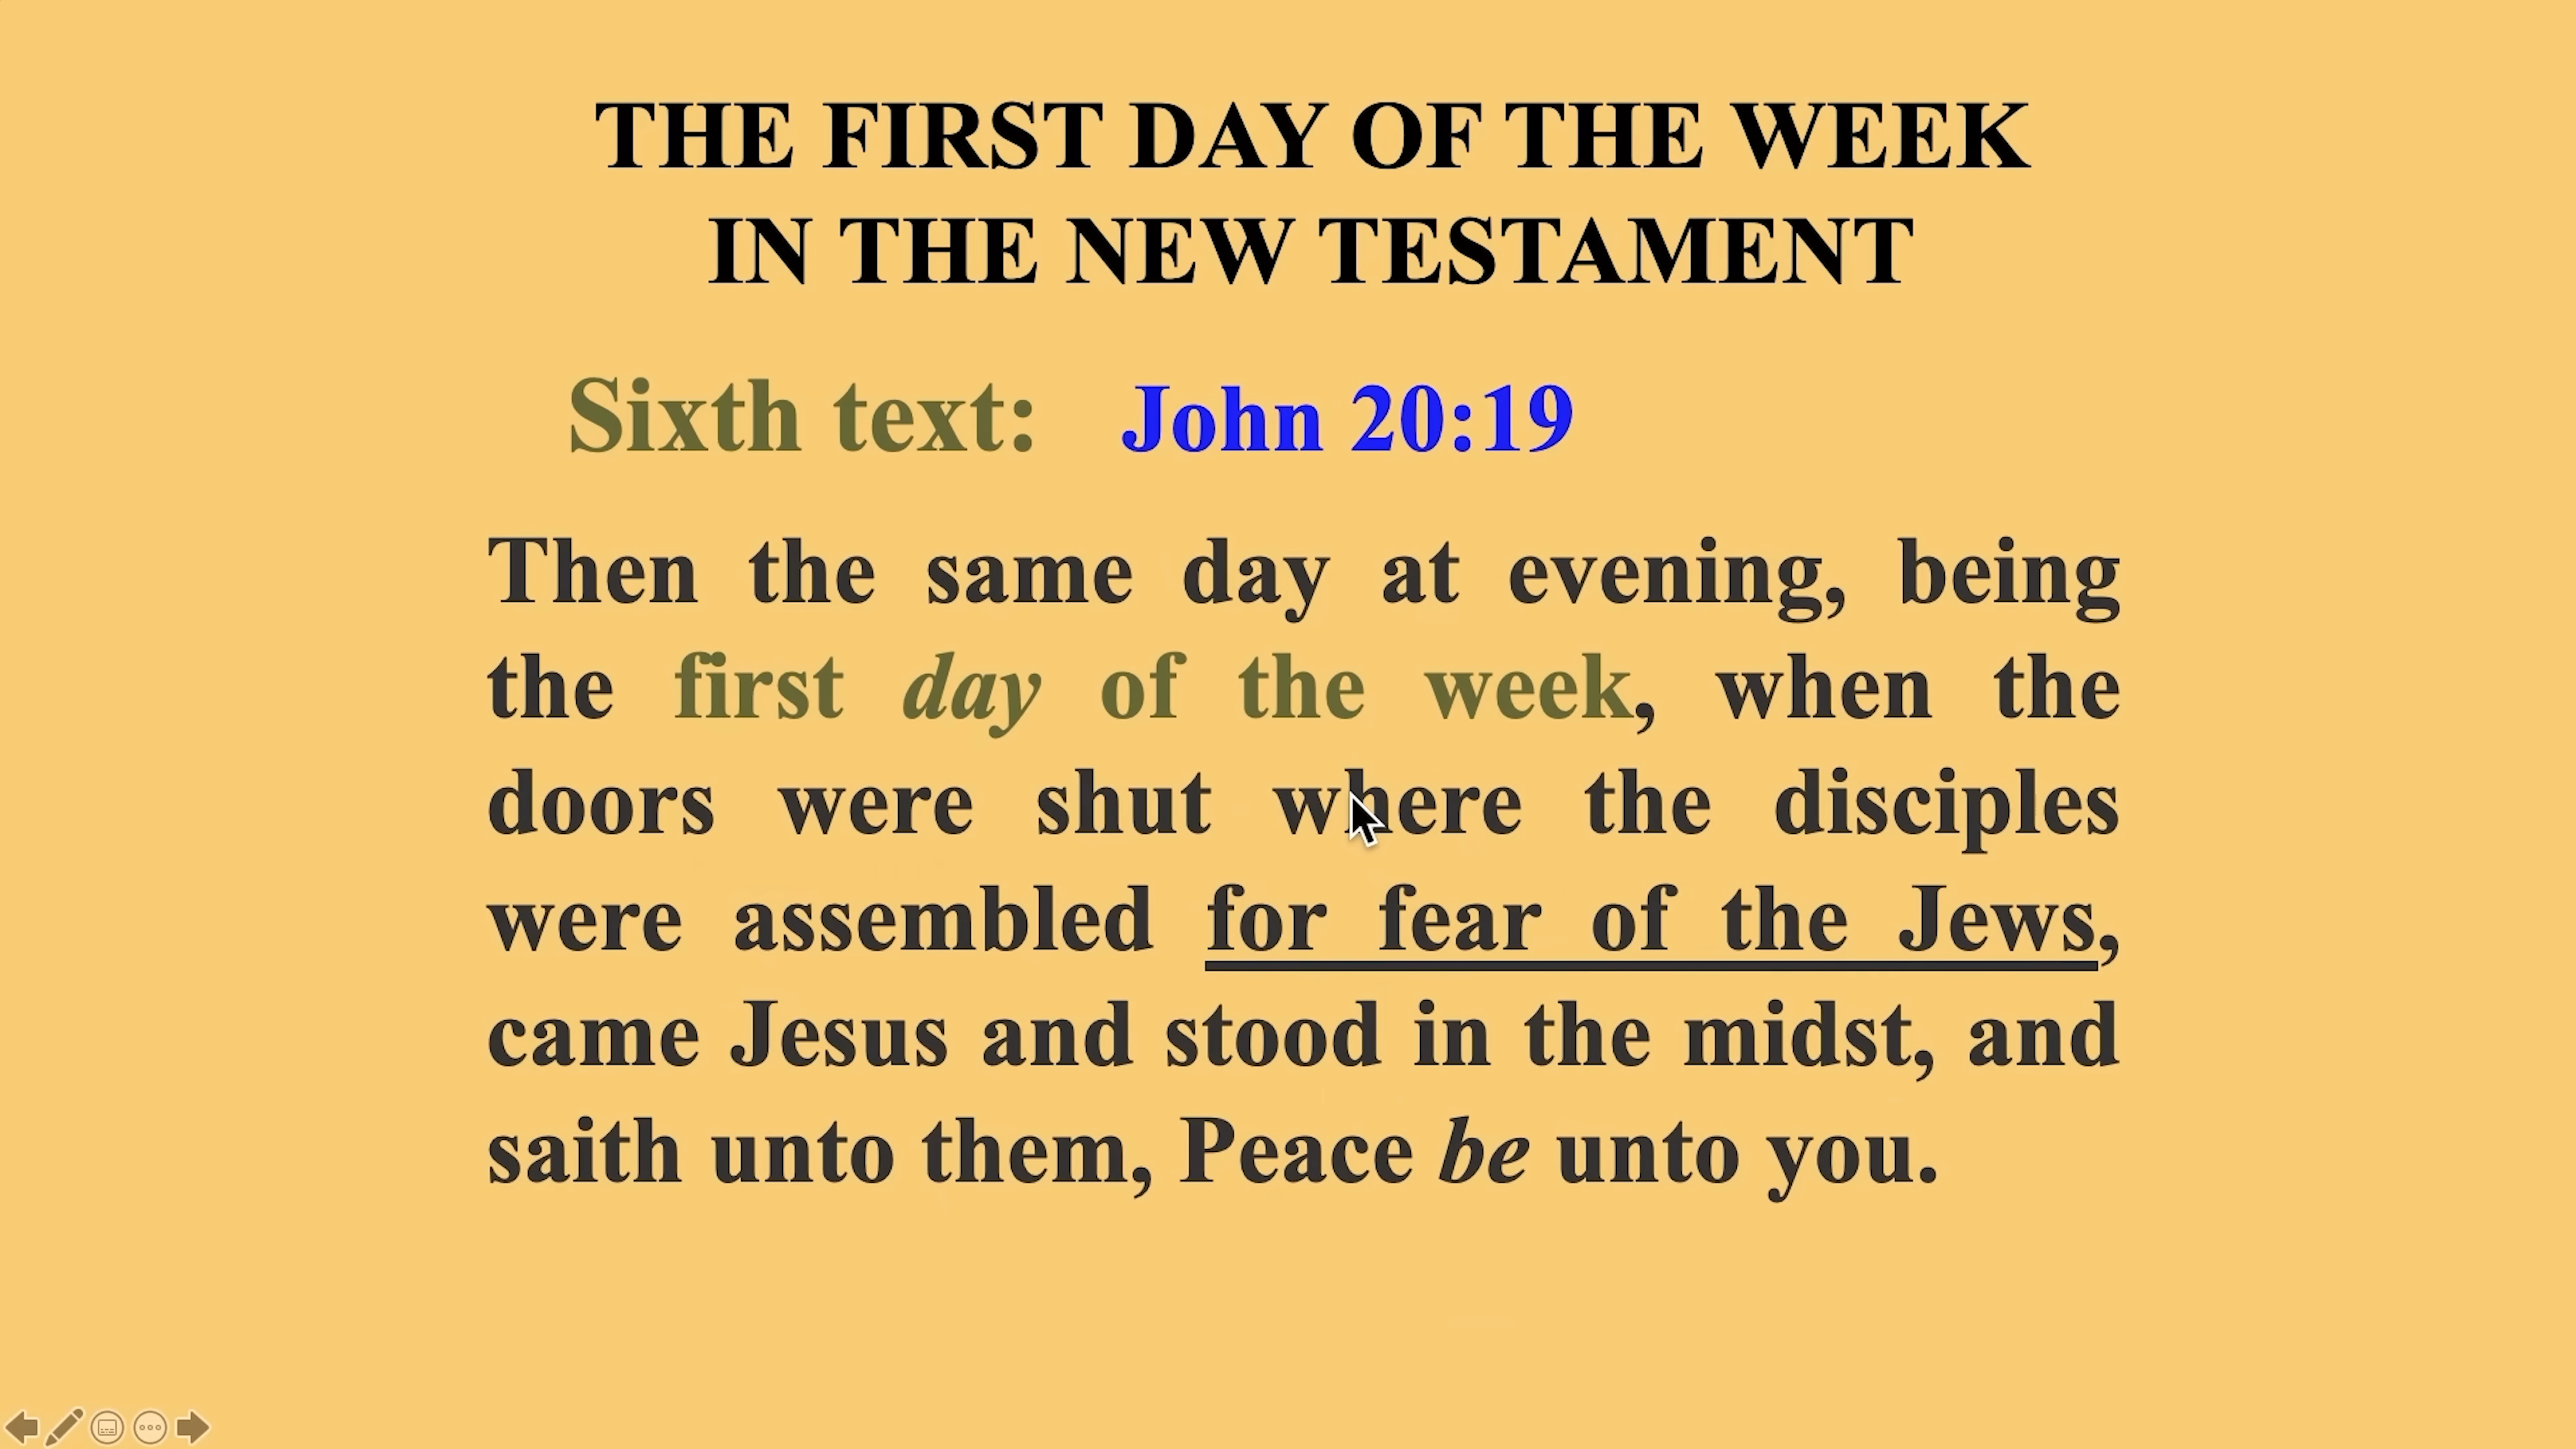 THE FIRST DAY OF THE WEEK
IN THE NEW TESTAMENT
Sixth text: John 20:19
Then the same day at evening, being
the first day of the week, when the
doors were shut where the disciples
were assembled for fear of the Jews,
came Jesus and stood in the midst, and
saith unto them, Peace be unto you.